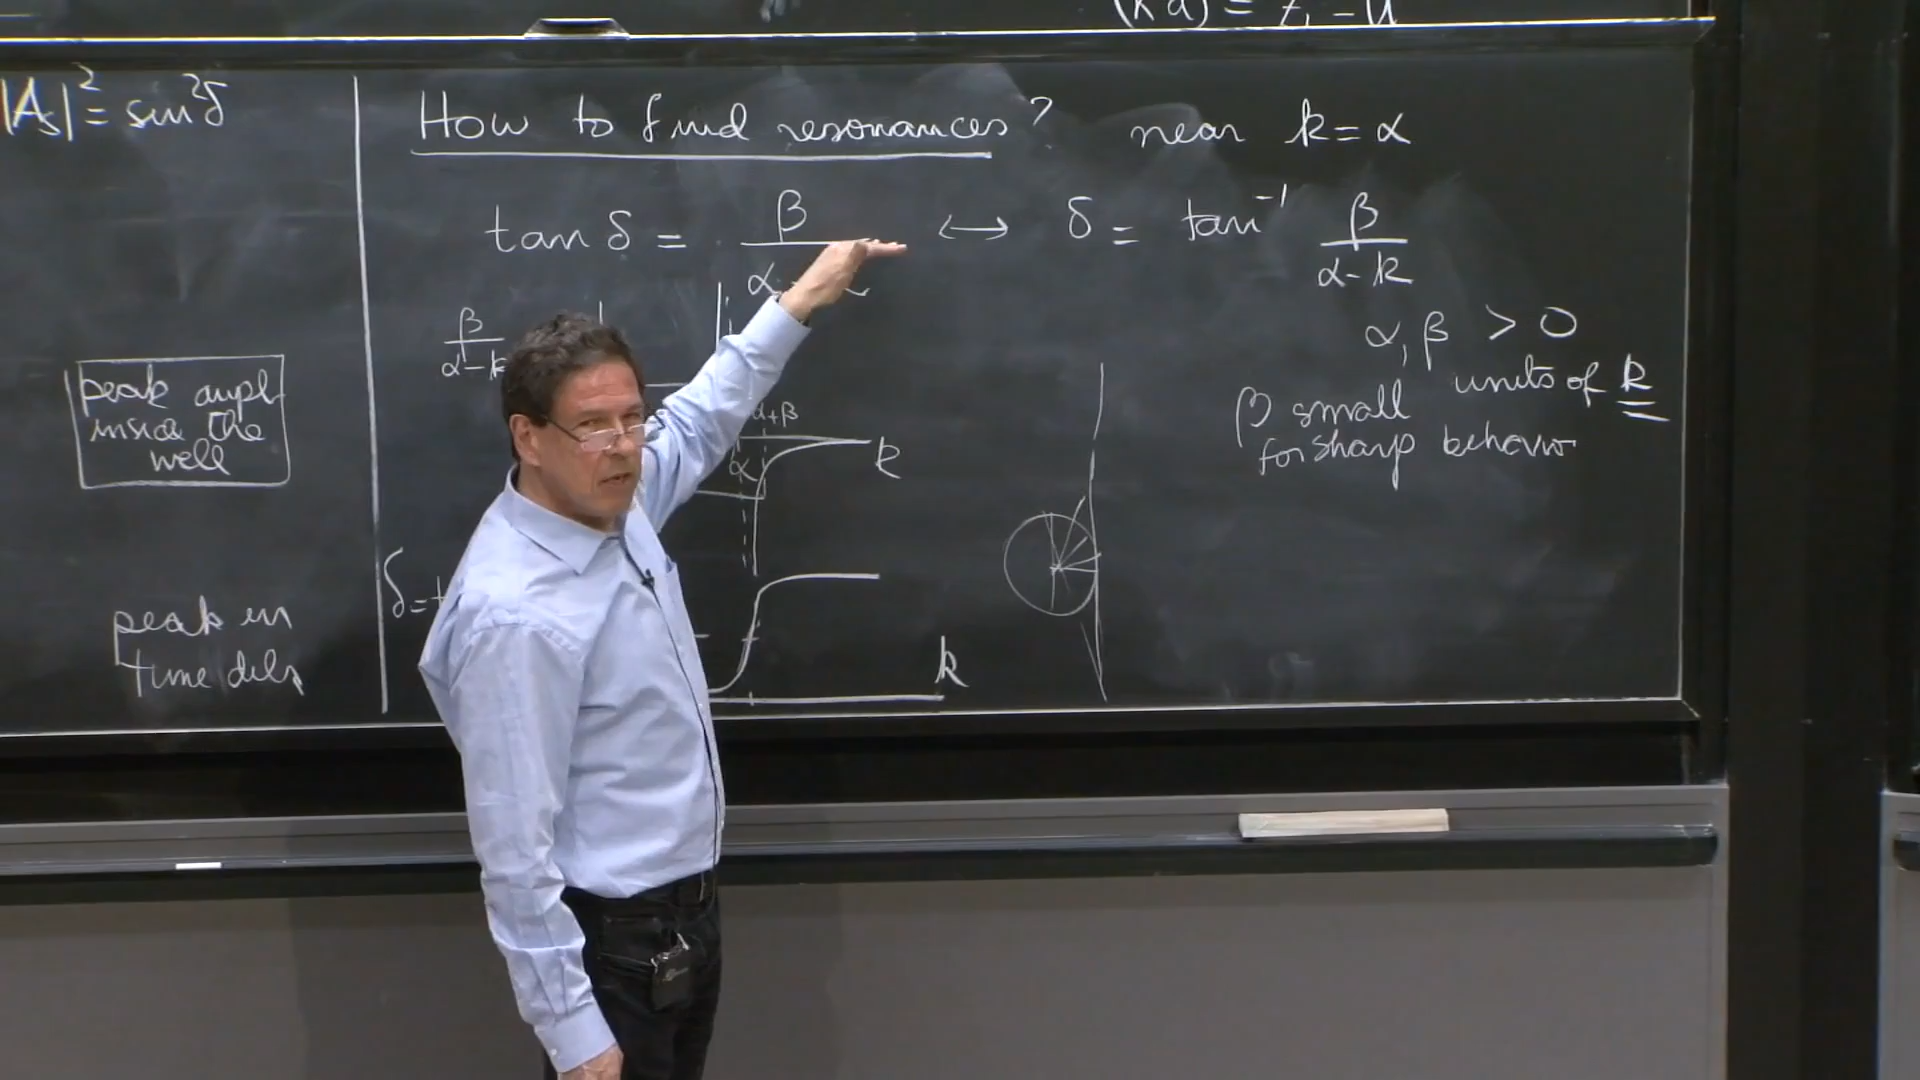 |As|² = sin²δ
peak ampl
inside the
well
peak in
time delay
How to find resonances? near k = α
tan δ = β / α - k ↔ δ = tan⁻¹ β / α - k
α, β > 0
β small units of k
for sharp behavior
β / α - k
α+β
α
k
δ =
k